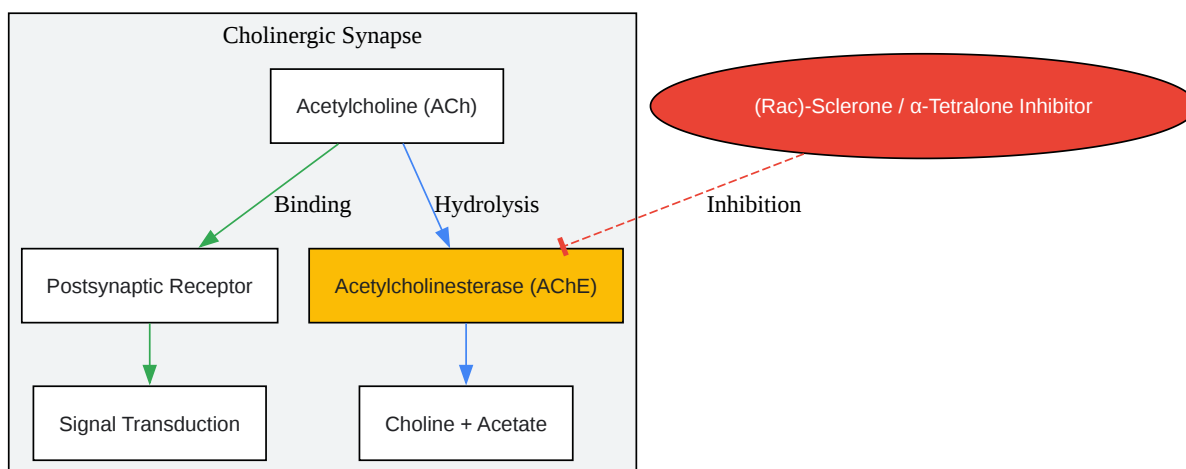 Cholinergic Synapse
Acetylcholine (ACh)
(Rac)-Sclerone / α-Tetralone Inhibitor
Binding
Hydrolysis
Inhibition
Postsynaptic Receptor
Acetylcholinesterase (AChE)
Signal Transduction
Choline + Acetate